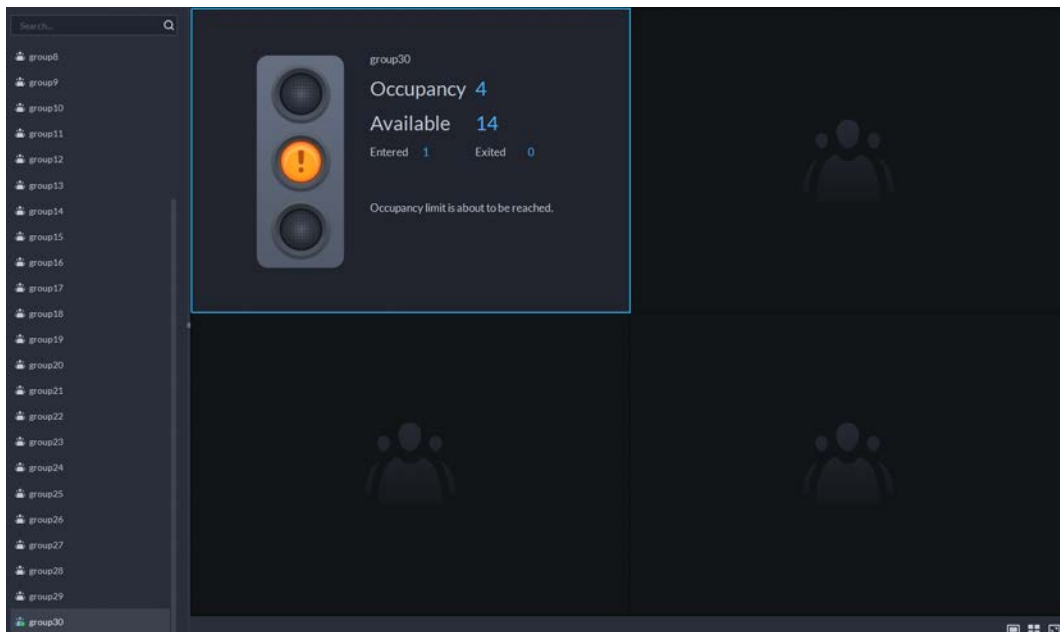 Search...
group8
group9
group10
group11
group12
group13
group14
group15
group16
group17
group18
group19
group20
group21
group22
group23
group24
group25
group26
group27
group28
group29
group30
group30
Occupancy 4
Available 14
Entered 1 Exited 0
Occupancy limit is about to be reached.